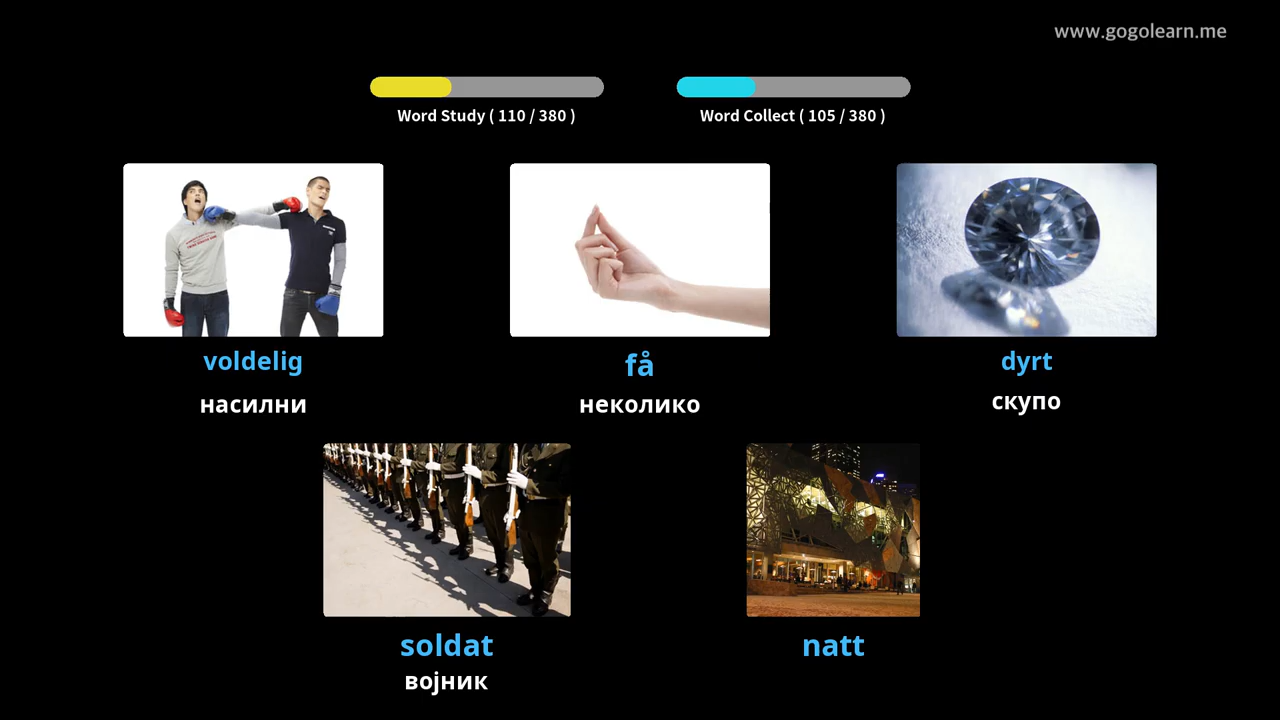 www.gogolearn.me
Word Study ( 110 / 380 )
Word Collect ( 105 / 380 )
voldelig
få
dyrt
насилни
неколико
скупо
soldat
natt
војник